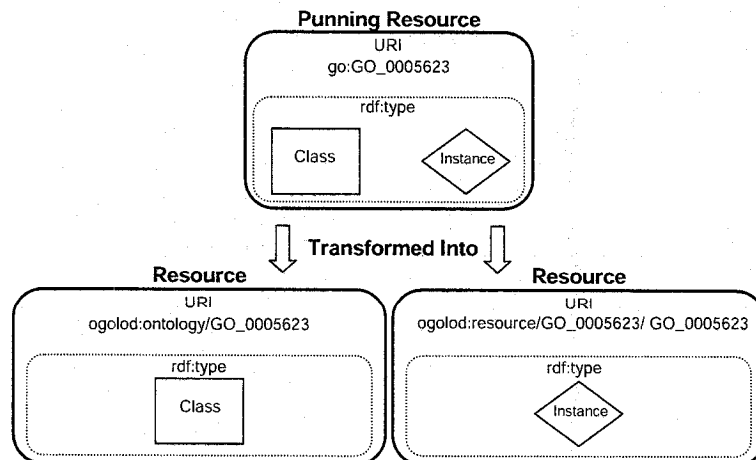 Punning Resource
URI
go:GO_0005623
rdf:type
Class
Instance
Transformed Into
Resource
URI
ogolod:ontology/GO_0005623
rdf:type
Class
Resource
URI
ogolod:resource/GO_0005623/ GO_0005623
rdf:type
Instance